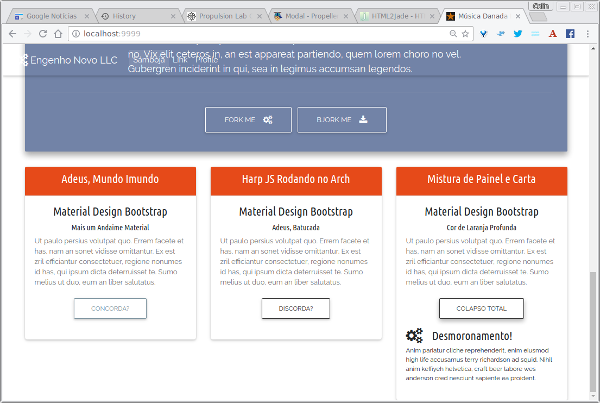 Google Notícias
History
Propulsion Lab
Modal - Propelle
HTML2Jade - HT
Música Danada
Collin
localhost:9999
no. Vix elit ceteros in, an est appareat partiendo, quem lorem choro no vel.
Engenho Novo LLC Samboja Link Profile
Gubergren inciderint in qui, sea in legimus accumsan legendos.
FORK ME
BJORK ME
Adeus, Mundo Imundo
Material Design Bootstrap
Mais um Andaime Material
Ut paulo persius volutpat quo. Errem facete et
has, nam an sonet vidisse omittantur. Ex est
zril efficiantur consectetuer, regione nonumes
id has, qui ipsum dicta deterruisset te. Sumo
melius ut duo, eum an liber salutatus.
CONCORDA?
Harp JS Rodando no Arch
Material Design Bootstrap
Adeus, Batucada
Ut paulo persius volutpat quo. Errem facete et
has, nam an sonet vidisse omittantur. Ex est
zril efficiantur consectetuer, regione nonumes
id has, qui ipsum dicta deterruisset te. Sumo
melius ut duo, eum an liber salutatus.
DISCORDA?
Mistura de Painel e Carta
Material Design Bootstrap
Cor de Laranja Profunda
Ut paulo persius volutpat quo. Errem facete et
has, nam an sonet vidisse omittantur. Ex est
zril efficiantur consectetuer, regione nonumes
id has, qui ipsum dicta deterruisset te. Sumo
melius ut duo, eum an liber salutatus.
COLAPSO TOTAL
Desmoronamento!
Anim pariatur cliche reprehenderit, enim eiusmod
high life accusamus terry richardson ad squid. Nihil
anim keffiyeh helvetica, craft beer labore wes
anderson cred nesciunt sapiente ea proident.